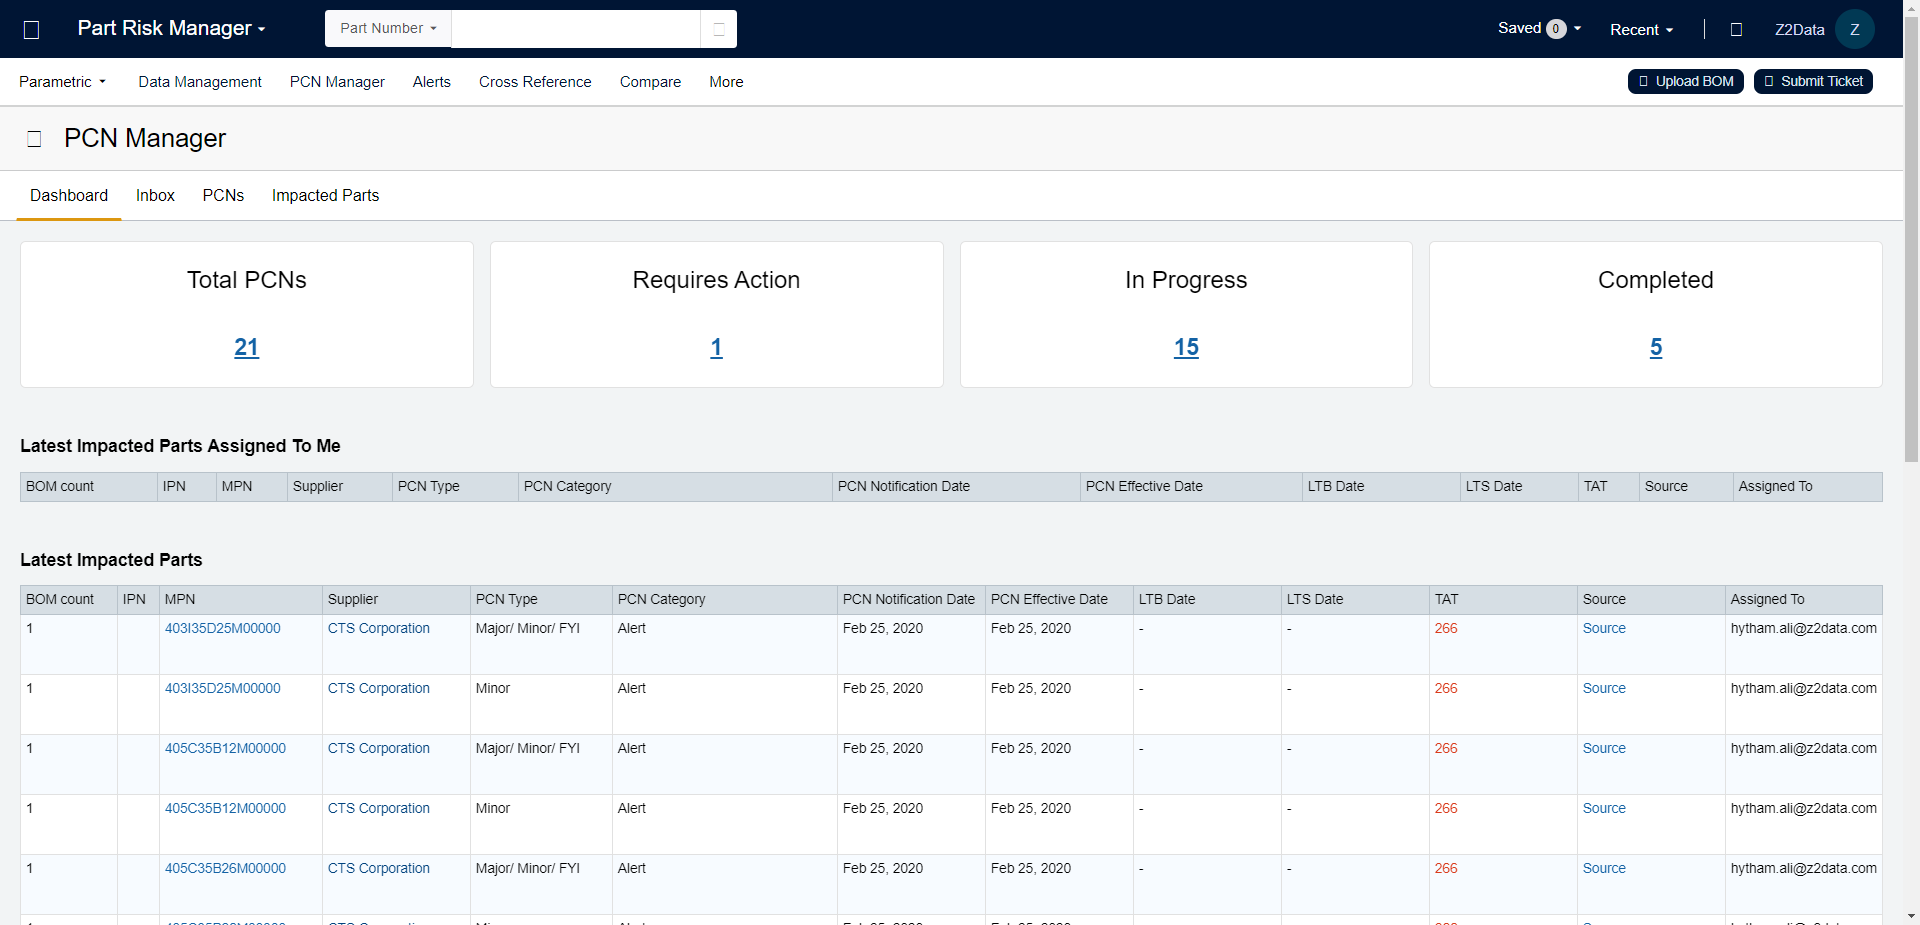 Part Risk Manager Part Number Saved 0 Recent Z2Data Z
Parametric Data Management PCN Manager Alerts Cross Reference Compare More Upload BOM Submit Ticket
PCN Manager
Dashboard Inbox PCNs Impacted Parts
Total PCNs Requires Action In Progress Completed
21 1 15 5
Latest Impacted Parts Assigned To Me
BOM count IPN MPN Supplier PCN Type PCN Category PCN Notification Date PCN Effective Date LTB Date LTS Date TAT Source Assigned To
Latest Impacted Parts
BOM count IPN MPN Supplier PCN Type PCN Category PCN Notification Date PCN Effective Date LTB Date LTS Date TAT Source Assigned To
1 403I35D25M00000 CTS Corporation Major/ Minor/ FYI Alert Feb 25, 2020 Feb 25, 2020 - - 266 Source hytham.ali@z2data.com
1 403I35D25M00000 CTS Corporation Minor Alert Feb 25, 2020 Feb 25, 2020 - - 266 Source hytham.ali@z2data.com
1 405C35B12M00000 CTS Corporation Major/ Minor/ FYI Alert Feb 25, 2020 Feb 25, 2020 - - 266 Source hytham.ali@z2data.com
1 405C35B12M00000 CTS Corporation Minor Alert Feb 25, 2020 Feb 25, 2020 - - 266 Source hytham.ali@z2data.com
1 405C35B26M00000 CTS Corporation Major/ Minor/ FYI Alert Feb 25, 2020 Feb 25, 2020 - - 266 Source hytham.ali@z2data.com